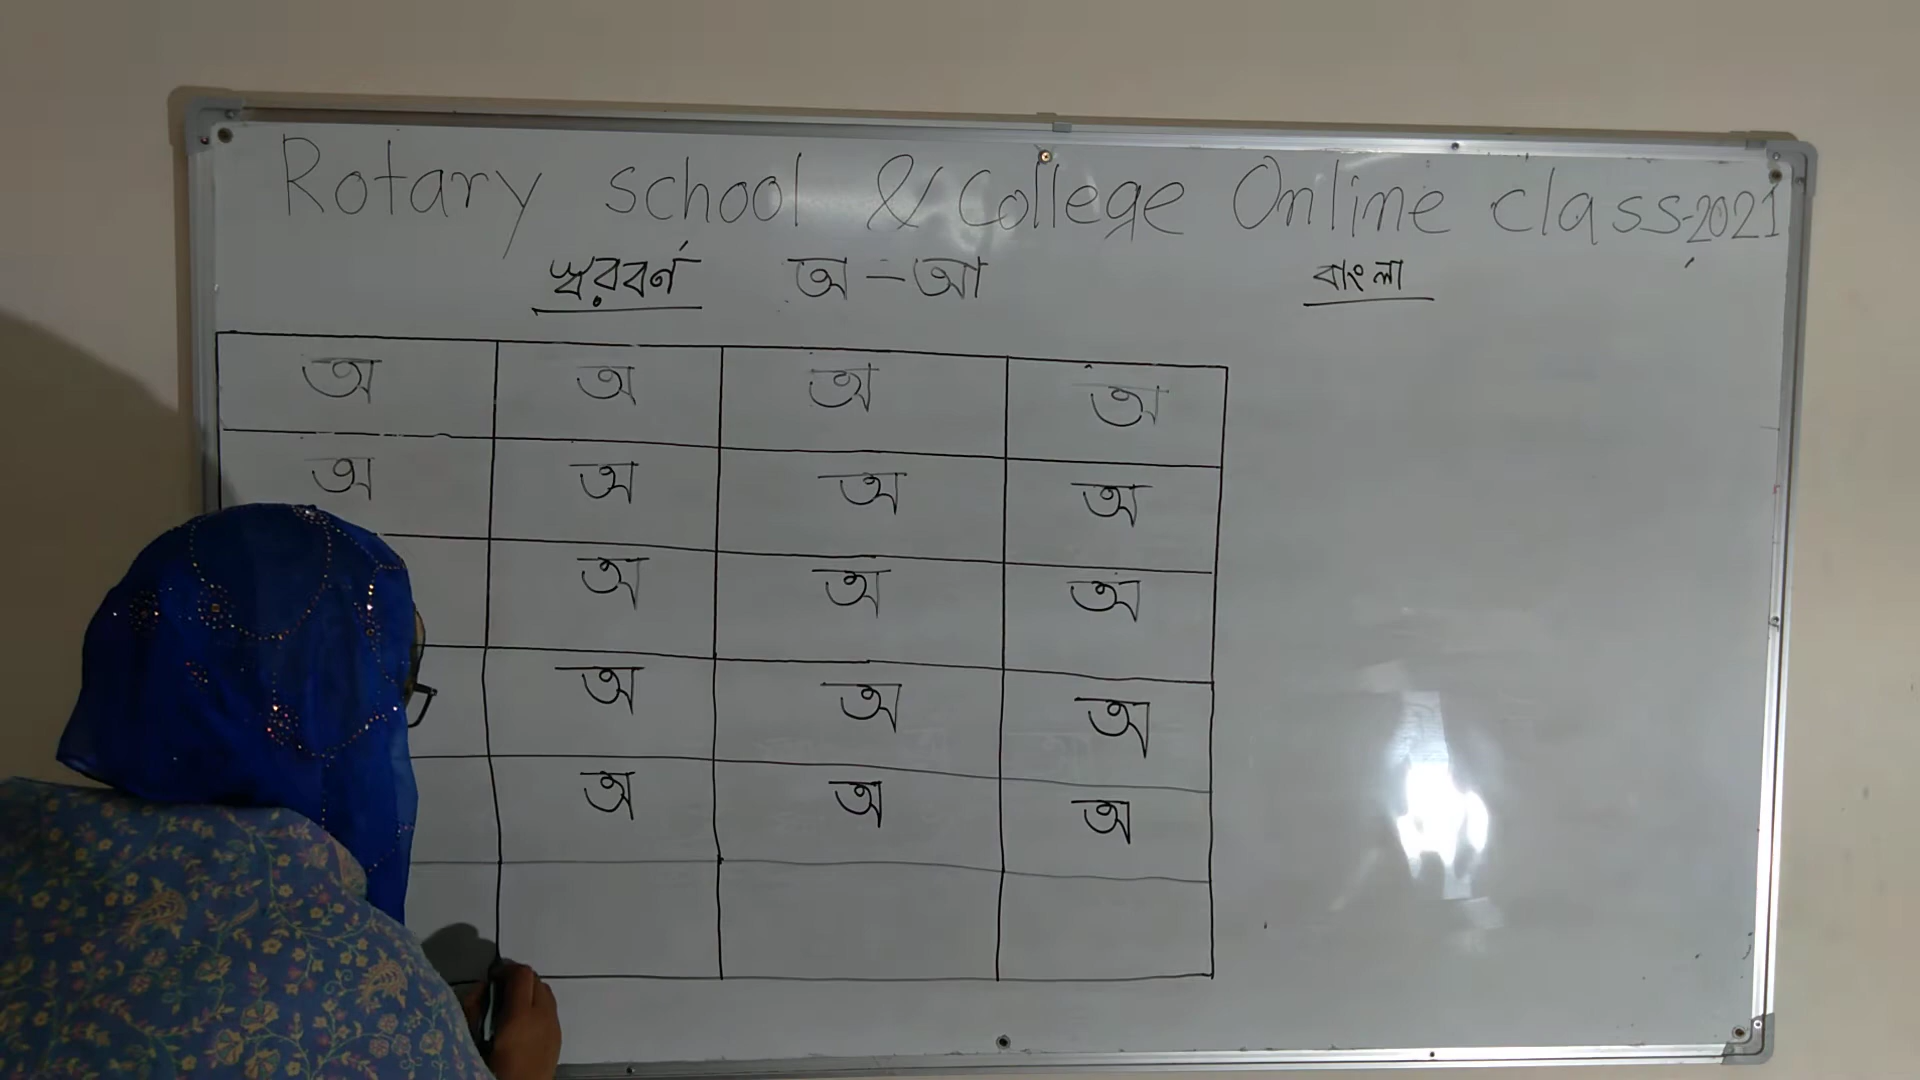 Rotary school & College Online class-2021
স্বরবর্ণ অ - আ বাংলা
অ অ অ অ
অ অ অ অ
অ অ অ
অ অ অ
অ অ অ